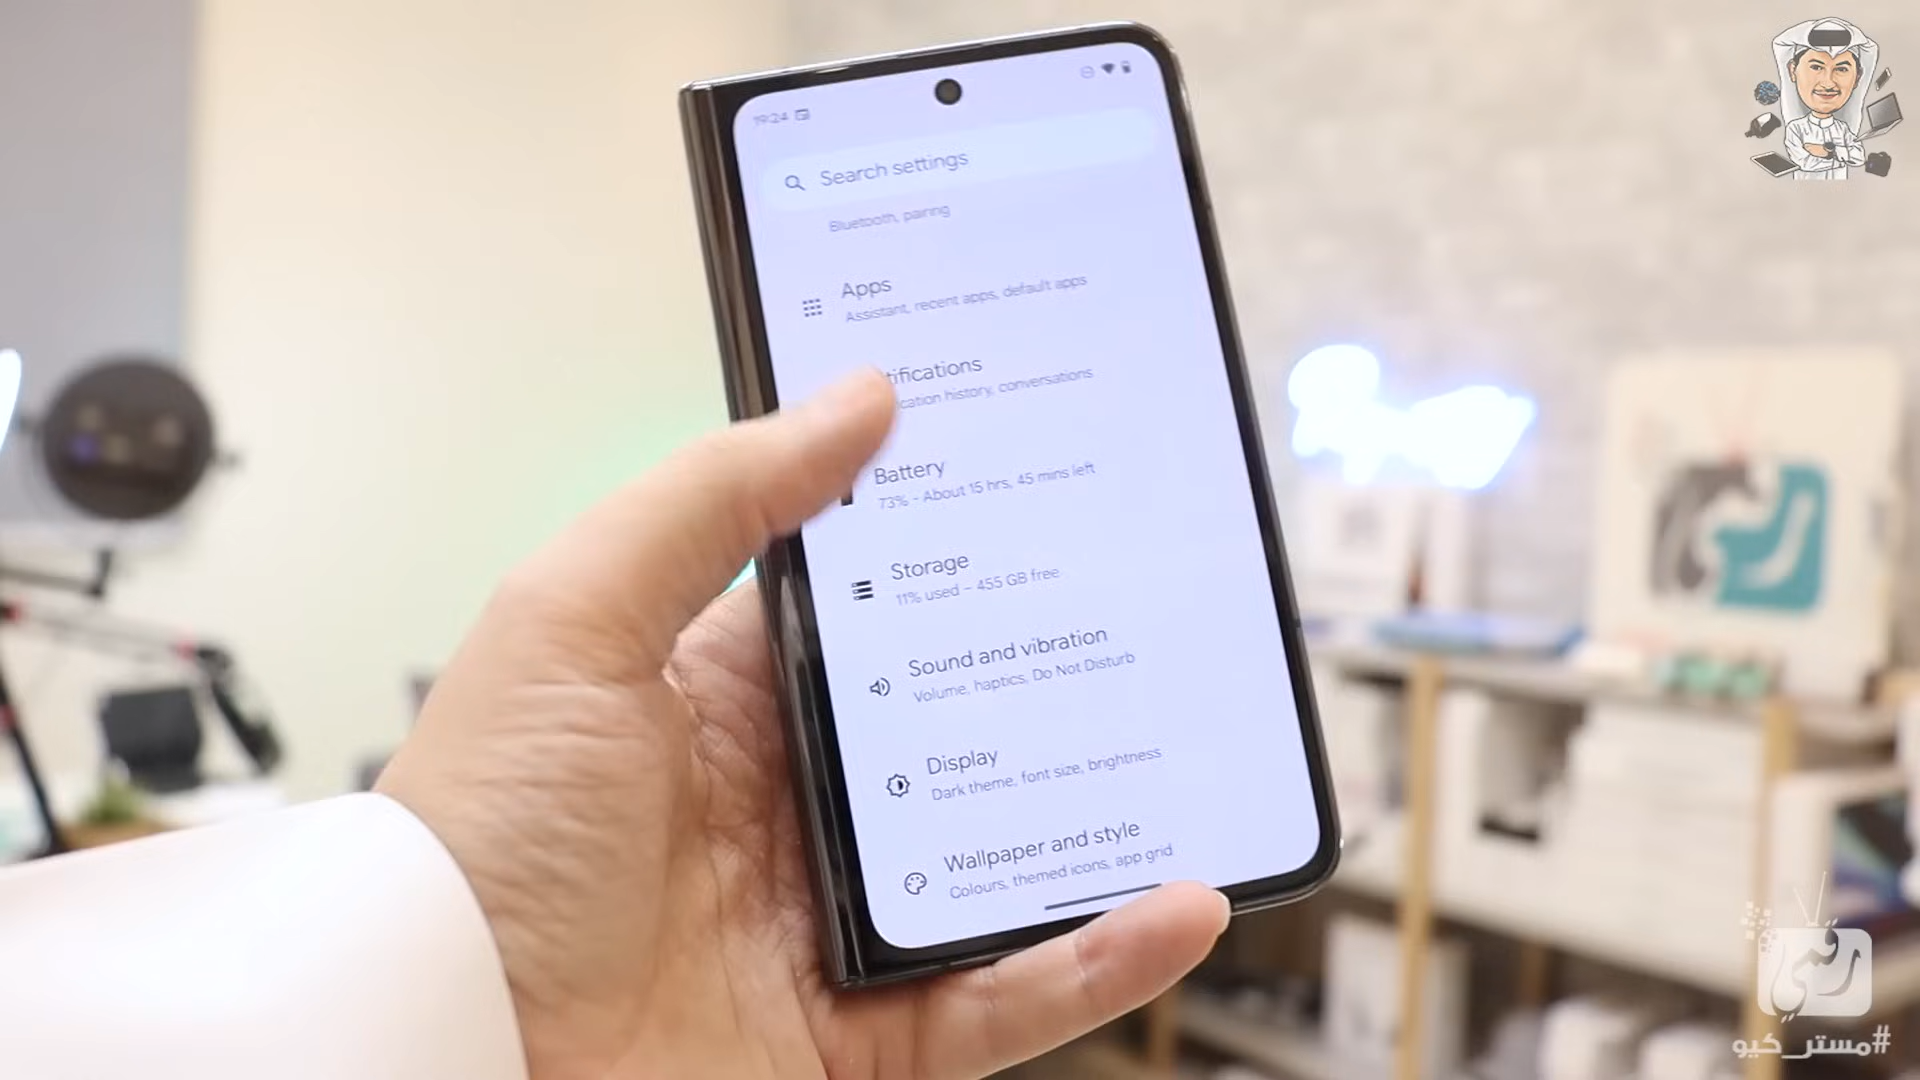 19:24
Search settings
Bluetooth, pairing
Apps
Assistant, recent apps, default apps
tifications
cation history, conversations
Battery
73% - About 15 hrs, 45 mins left
Storage
11% used – 455 GB free
Sound and vibration
Volume, haptics, Do Not Disturb
Display
Dark theme, font size, brightness
Wallpaper and style
Colours, themed icons, app grid
رقمي
#مستر_كيو